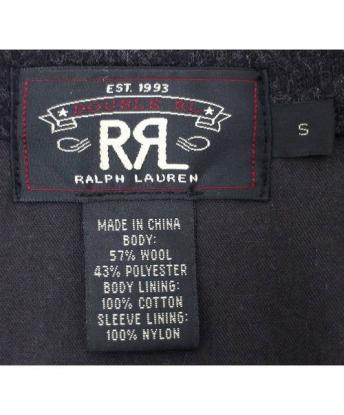 EST. 1993
DOUBLE RL
RRL
RALPH LAUREN
S
MADE IN CHINA
BODY:
57% WOOL
43% POLYESTER
BODY LINING:
100% COTTON
SLEEVE LINING:
100% NYLON